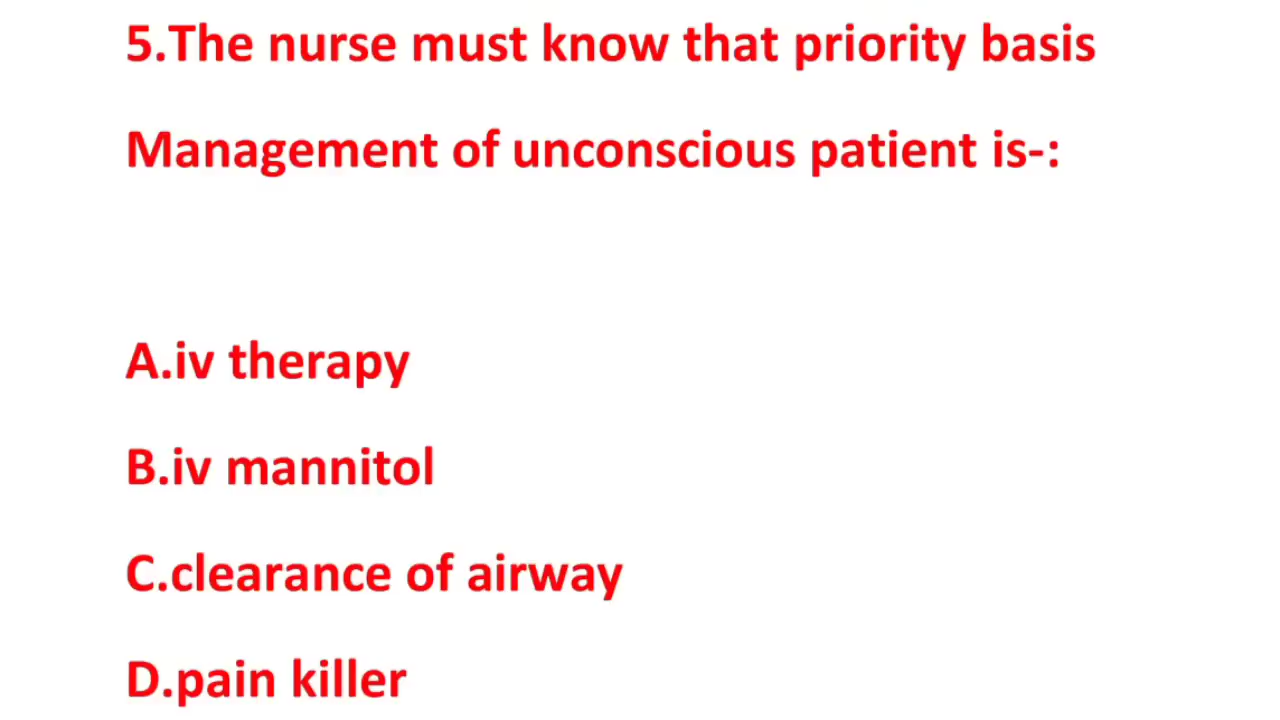 5.The nurse must know that priority basis
Management of unconscious patient is-:
A.iv therapy
B.iv mannitol
C.clearance of airway
D.pain killer